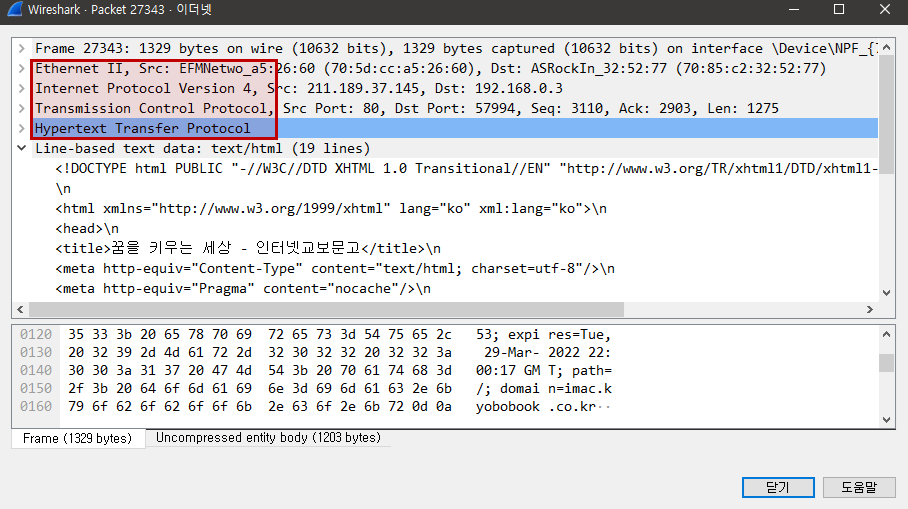 Wireshark · Packet 27343 · 이더넷
Frame 27343: 1329 bytes on wire (10632 bits), 1329 bytes captured (10632 bits) on interface \Device\NPF_{
Ethernet II, Src: EFMNetwo_a5:26:60 (70:5d:cc:a5:26:60), Dst: ASRockIn_32:52:77 (70:85:c2:32:52:77)
Internet Protocol Version 4, Src: 211.189.37.145, Dst: 192.168.0.3
Transmission Control Protocol, Src Port: 80, Dst Port: 57994, Seq: 3110, Ack: 2903, Len: 1275
Hypertext Transfer Protocol
Line-based text data: text/html (19 lines)
<!DOCTYPE html PUBLIC "-//W3C//DTD XHTML 1.0 Transitional//EN" "http://www.w3.org/TR/xhtml1/DTD/xhtml1-
\n
<html xmlns="http://www.w3.org/1999/xhtml" lang="ko" xml:lang="ko">\n
<head>\n
<title>꿈을 키우는 세상 - 인터넷교보문고</title>\n
<meta http-equiv="Content-Type" content="text/html; charset=utf-8"/>\n
<meta http-equiv="Pragma" content="nocache"/>\n
0120 35 33 3b 20 65 78 70 69 72 65 73 3d 54 75 65 2c 53; expi res=Tue,
0130 20 32 39 2d 4d 61 72 2d 32 30 32 32 20 32 32 3a 29-Mar- 2022 22:
0140 30 30 3a 31 37 20 47 4d 54 3b 20 70 61 74 68 3d 00:17 GM T; path=
0150 2f 3b 20 64 6f 6d 61 69 6e 3d 69 6d 61 63 2e 6b /; domai n=imac.k
0160 79 6f 62 6f 62 6f 6f 6b 2e 63 6f 2e 6b 72 0d 0a yobobook .co.kr··
Frame (1329 bytes) Uncompressed entity body (1203 bytes)
닫기 도움말